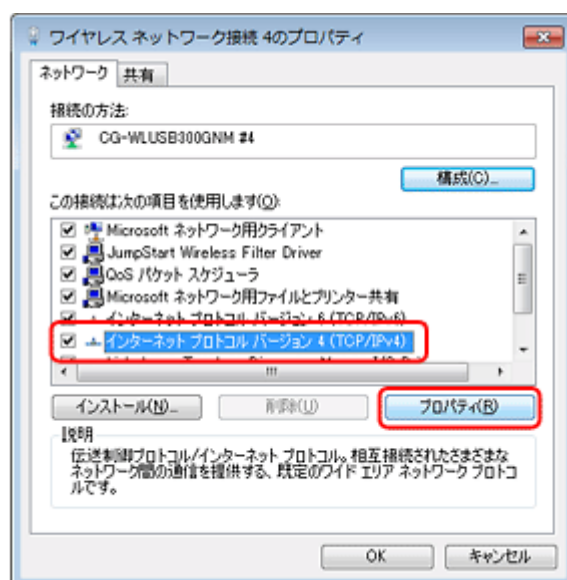 ワイヤレス ネットワーク接続 4のプロパティ
ネットワーク 共有
接続の方法:
CG-WLUSB300GNM #4
構成(C)...
この接続は次の項目を使用します(O):
Microsoft ネットワーク用クライアント
JumpStart Wireless Filter Driver
QoS パケット スケジューラ
Microsoft ネットワーク用ファイルとプリンター共有
インターネット プロトコル バージョン 6 (TCP/IPv6)
インターネット プロトコル バージョン 4 (TCP/IPv4)
インストール(N)... 削除(U) プロパティ(R)
説明
伝送制御プロトコル/インターネット プロトコル。相互接続されたさまざまな
ネットワーク間の通信を提供する、既定のワイド エリア ネットワーク プロトコ
ルです。
OK キャンセル